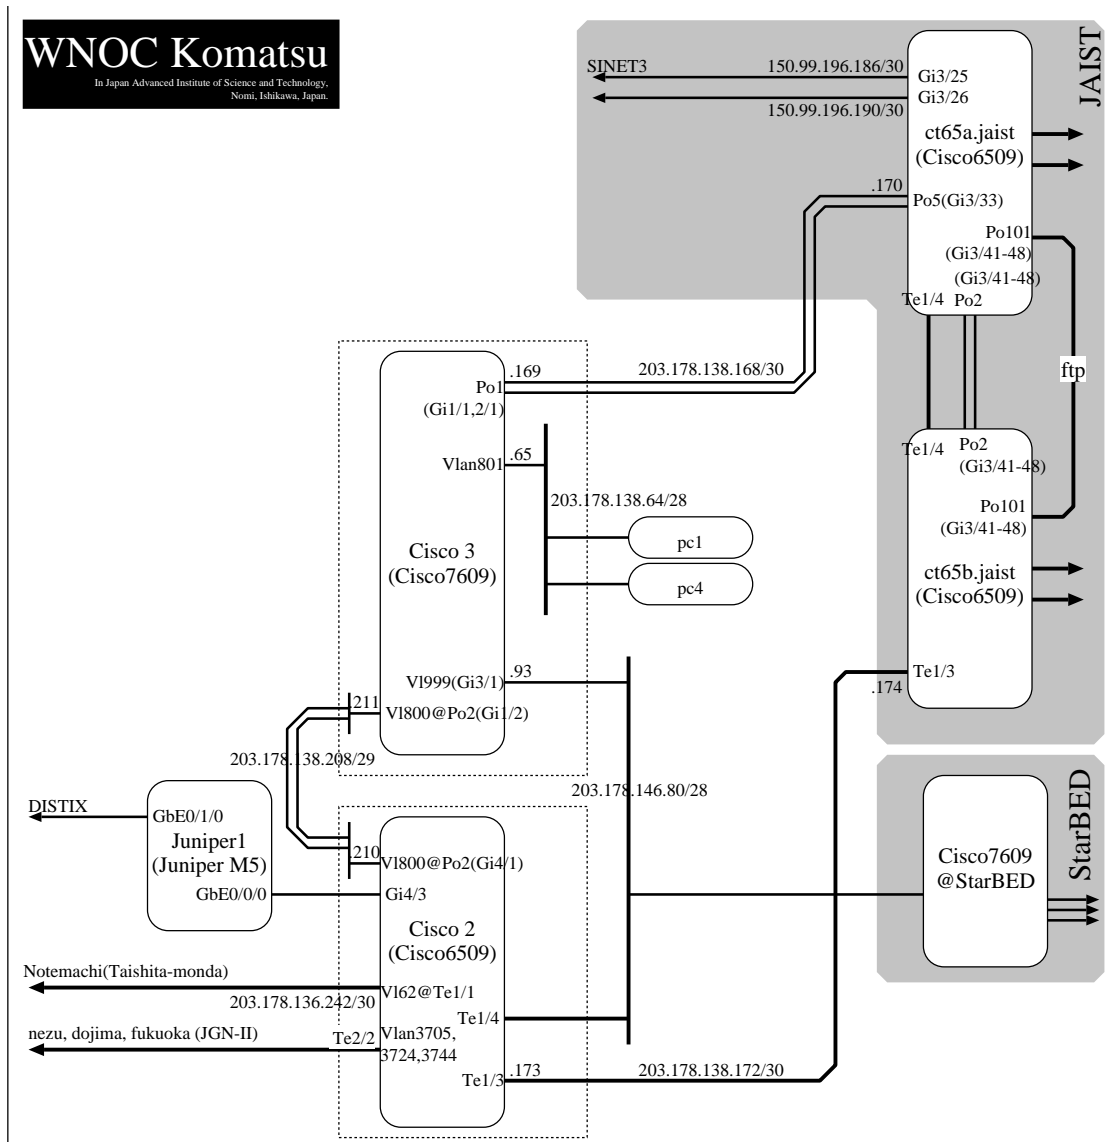 WNOC Komatsu
In Japan Advanced Institute of Science and Technology,
Nomi, Ishikawa, Japan.
JAIST
SINET3
150.99.196.186/30
Gi3/25
Gi3/26
150.99.196.190/30
ct65a.jaist
(Cisco6509)
.170
Po5(Gi3/33)
Po101
(Gi3/41-48)
(Gi3/41-48)
Te1/4
Po2
ftp
.169
203.178.138.168/30
Po1
(Gi1/1,2/1)
Te1/4
Po2
(Gi3/41-48)
.65
Vlan801
203.178.138.64/28
Po101
(Gi3/41-48)
pc1
Cisco 3
(Cisco7609)
pc4
ct65b.jaist
(Cisco6509)
.93
Vl999(Gi3/1)
Te1/3
.174
.211
Vl800@Po2(Gi1/2)
203.178.138.208/29
203.178.146.80/28
StarBED
DISTIX
GbE0/1/0
Juniper1
(Juniper M5)
GbE0/0/0
.210
Vl800@Po2(Gi4/1)
Gi4/3
Cisco7609
@StarBED
Cisco 2
(Cisco6509)
Notemachi(Taishita-monda)
203.178.136.242/30
Vl62@Te1/1
Te1/4
nezu, dojima, fukuoka (JGN-II)
Te2/2
Vlan3705,
3724,3744
.173
Te1/3
203.178.138.172/30